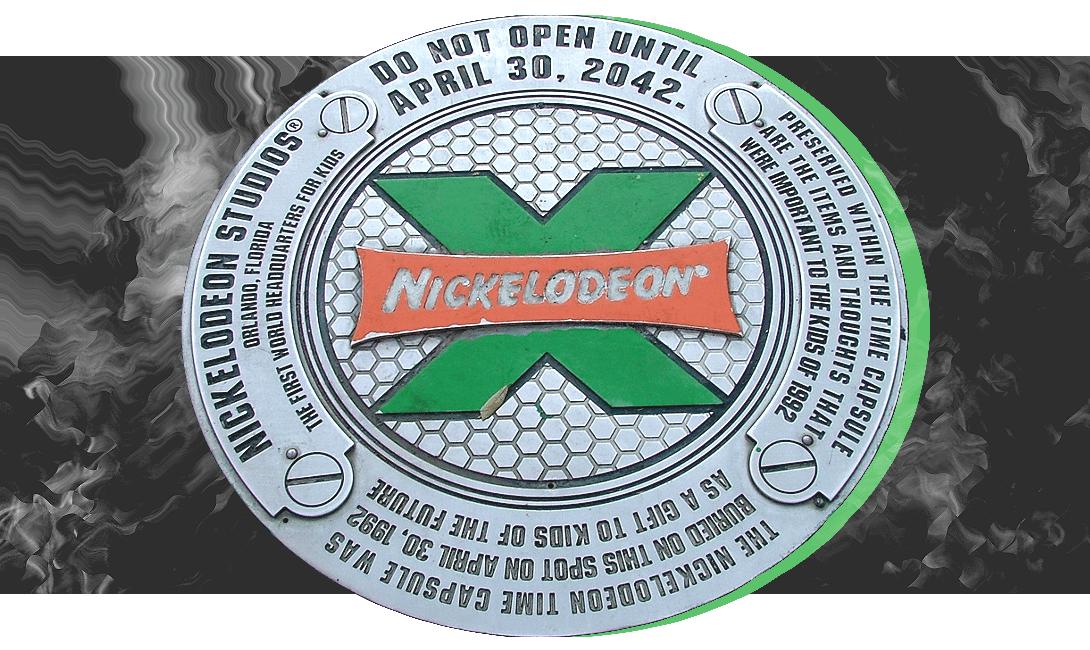 DO NOT OPEN UNTIL
APRIL 30, 2042.
PRESERVED WITHIN THE TIME CAPSULE
ARE THE ITEMS AND THOUGHTS THAT
WERE IMPORTANT TO THE KIDS OF 1992
THE NICKELODEON TIME CAPSULE WAS
BURIED ON THIS SPOT ON APRIL 30, 1992
AS A GIFT TO KIDS OF THE FUTURE
NICKELODEON STUDIOS®
ORLANDO, FLORIDA
THE FIRST WORLD HEADQUARTERS FOR KIDS
NICKELODEON®